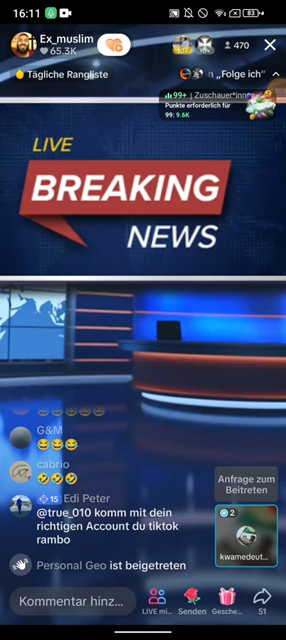 16:11
83
Ex_muslim
65.3K
470
Tägliche Rangliste
n „Folge ich“
99+ | Zuschauer*innen
Punkte erforderlich für
99: 9.6K
LIVE
BREAKING
NEWS
G&M
😂😂😂
cabrio
🤣🤣🤣
15 Edi Peter
@true_010 komm mit dein
richtigen Account du tiktok
rambo
Personal Geo ist beigetreten
Anfrage zum
Beitreten
2
kwamedeut...
Kommentar hinz...
LIVE mi...
Senden
Gesche...
51